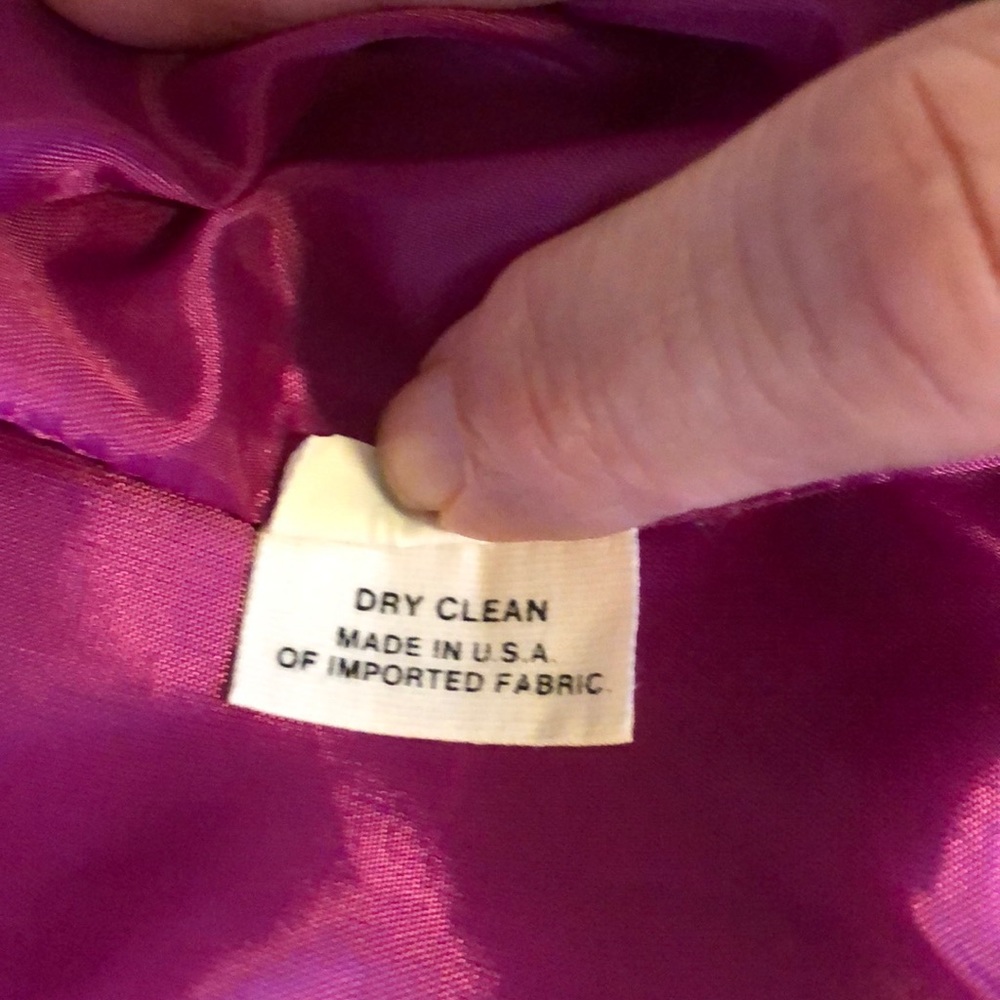 DRY CLEAN
MADE IN U.S.A.
OF IMPORTED FABRIC.